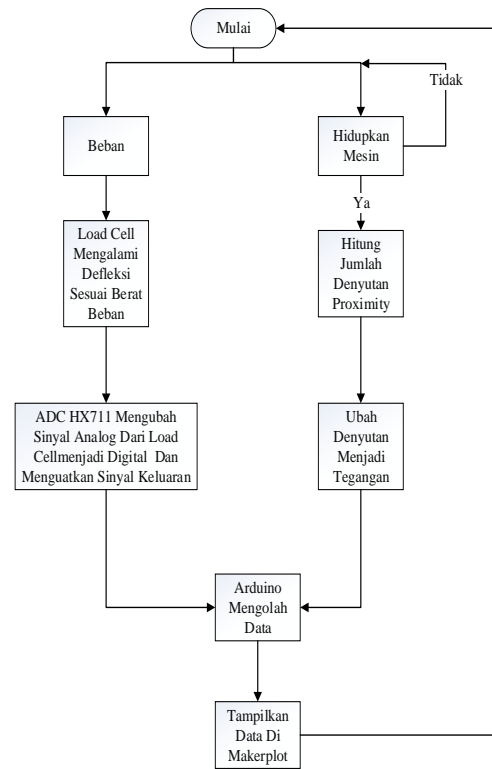 Mulai
Tidak
Beban
Hidupkan
Mesin
Ya
Load Cell
Mengalami
Defleksi
Sesuai Berat
Beban
Hitung
Jumlah
Denyutan
Proximity
ADC HX711 Mengubah
Sinyal Analog Dari Load
Cellmenjadi Digital Dan
Menguatkan Sinyal Keluaran
Ubah
Denyutan
Menjadi
Tegangan
Arduino
Mengolah
Data
Tampilkan
Data Di
Makerplot